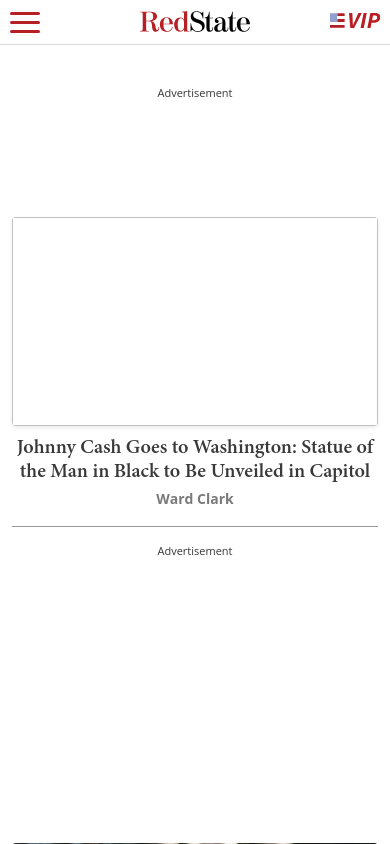 RedState
VIP
Advertisement
Johnny Cash Goes to Washington: Statue of
the Man in Black to Be Unveiled in Capitol
Ward Clark
Advertisement